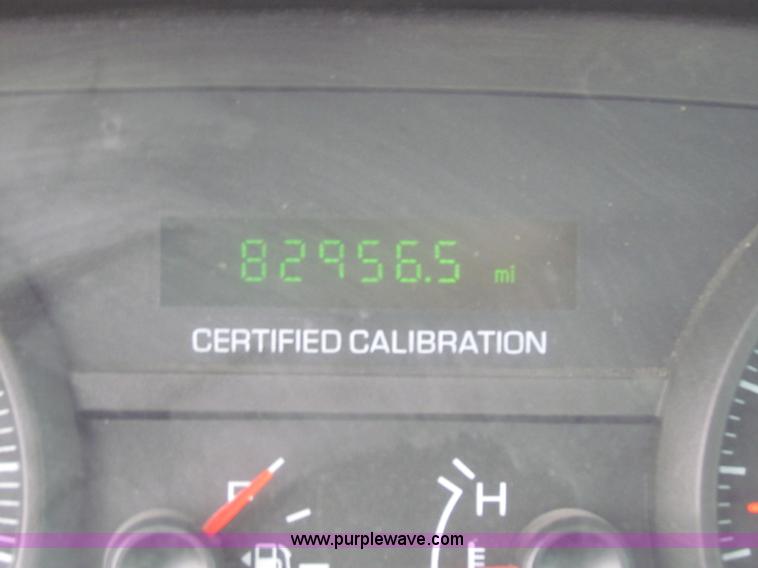 82956.5 mi
CERTIFIED CALIBRATION
F H
www.purplewave.com